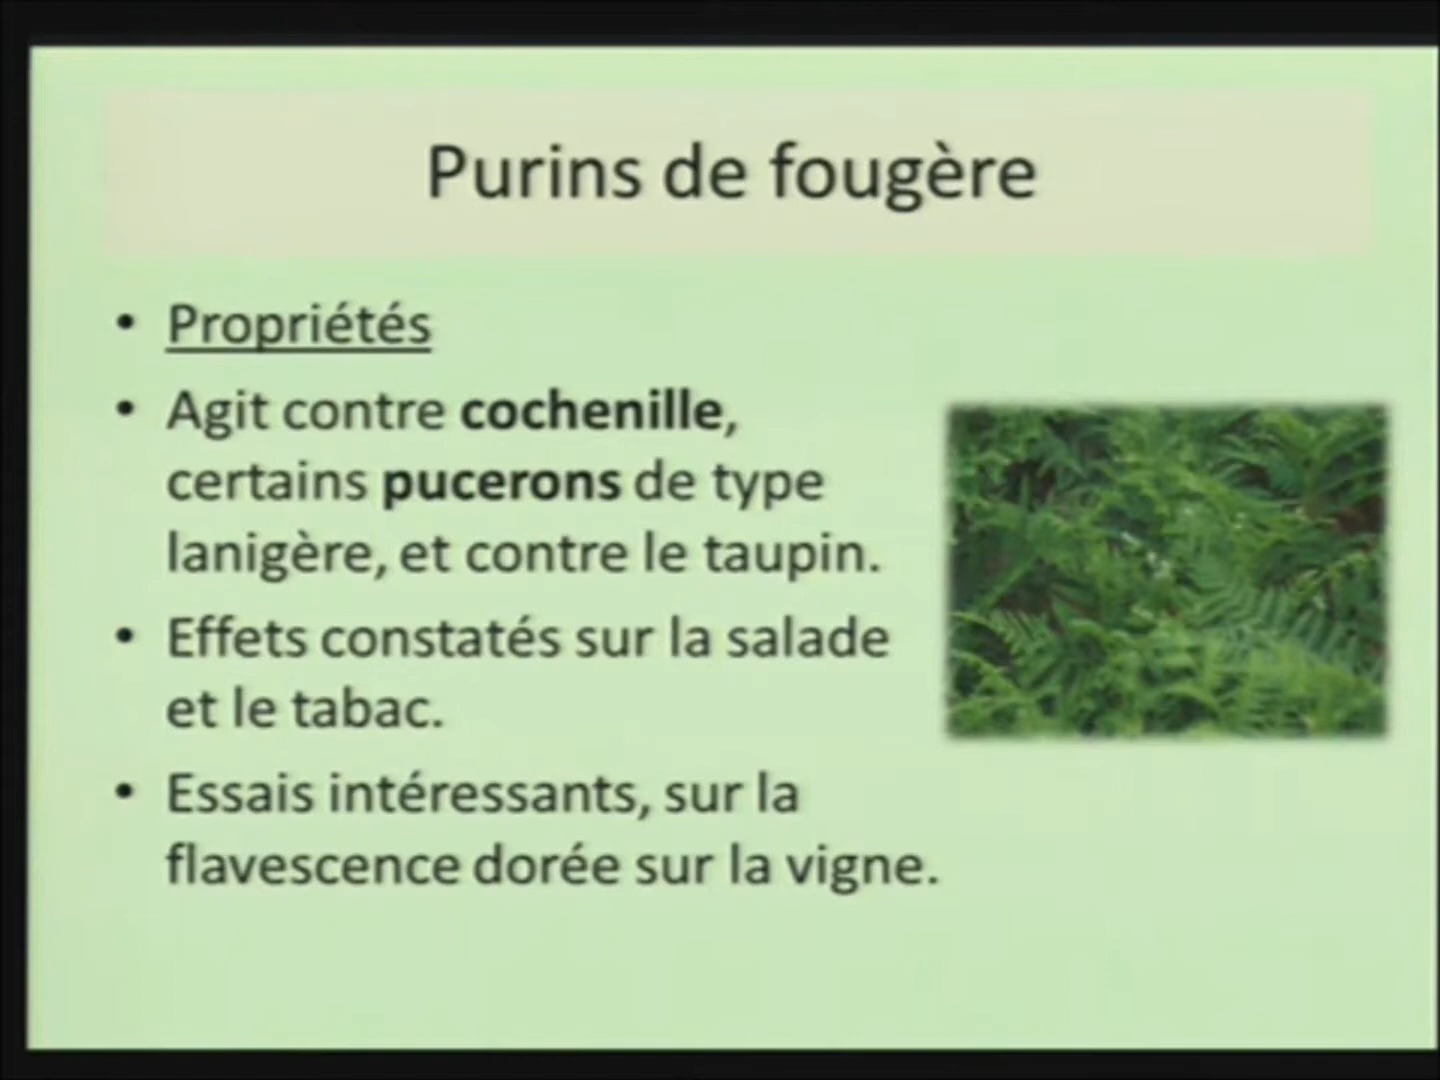 Purins de fougère
• Propriétés
• Agit contre cochenille,
certains pucerons de type
lanigère, et contre le taupin.
• Effets constatés sur la salade
et le tabac.
• Essais intéressants, sur la
flavescence dorée sur la vigne.